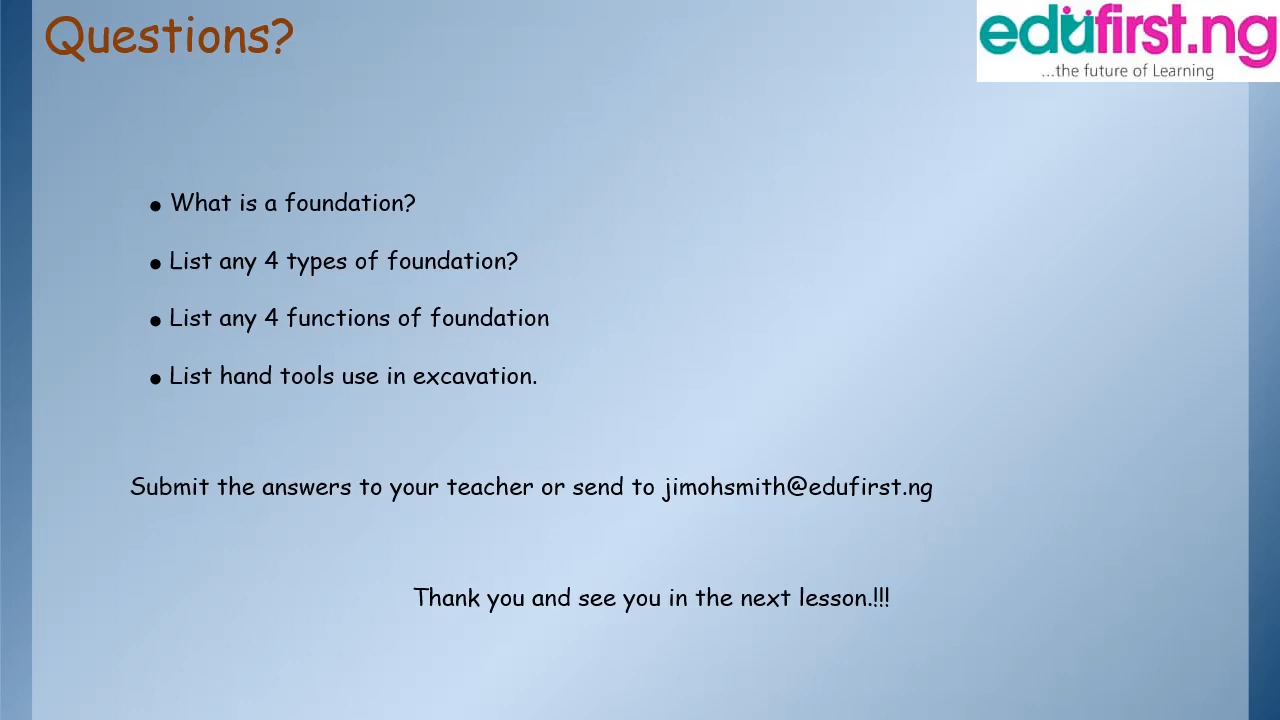 Questions?
edufirst.ng
...the future of Learning
• What is a foundation?
• List any 4 types of foundation?
• List any 4 functions of foundation
• List hand tools use in excavation.
Submit the answers to your teacher or send to jimohsmith@edufirst.ng
Thank you and see you in the next lesson.!!!